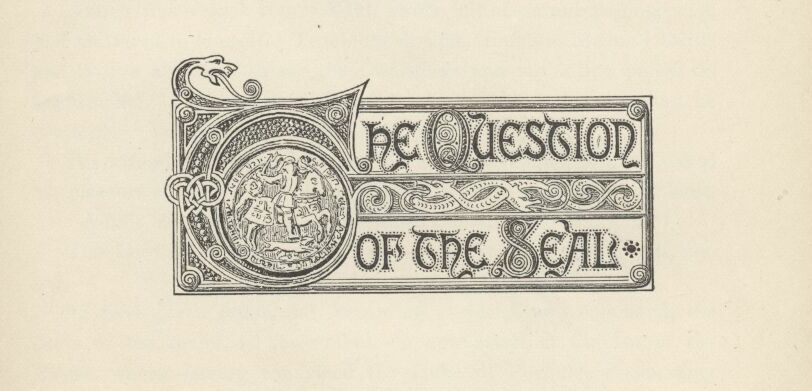 The Question
of the Seal